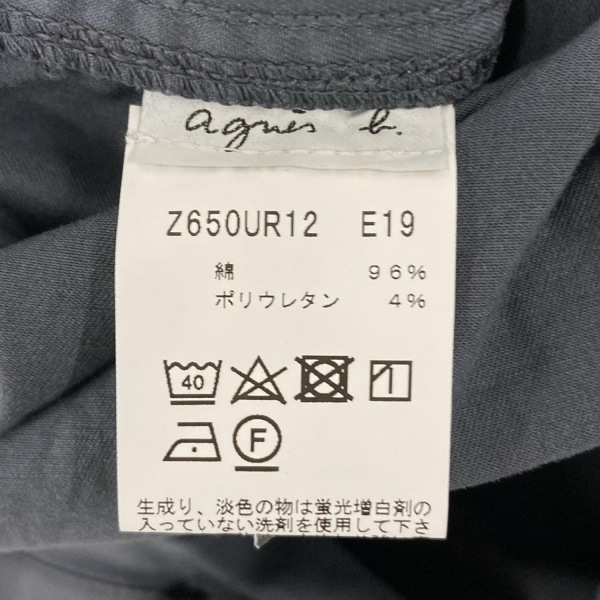 agnès b.
Z650UR12 E19
綿 96%
ポリウレタン 4%
40
F
生成り、淡色の物は蛍光増白剤の
入っていない洗剤を使用して下さ